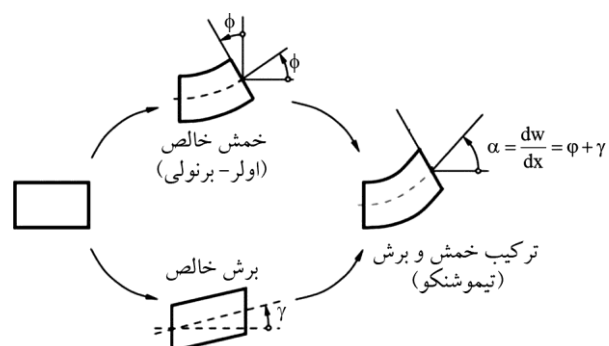 ϕ
ϕ
خمش خالص
(اولر- برنولی)
α = dw/dx = φ + γ
برش خالص
ترکیب خمش و برش
(تیموشنکو)
γ